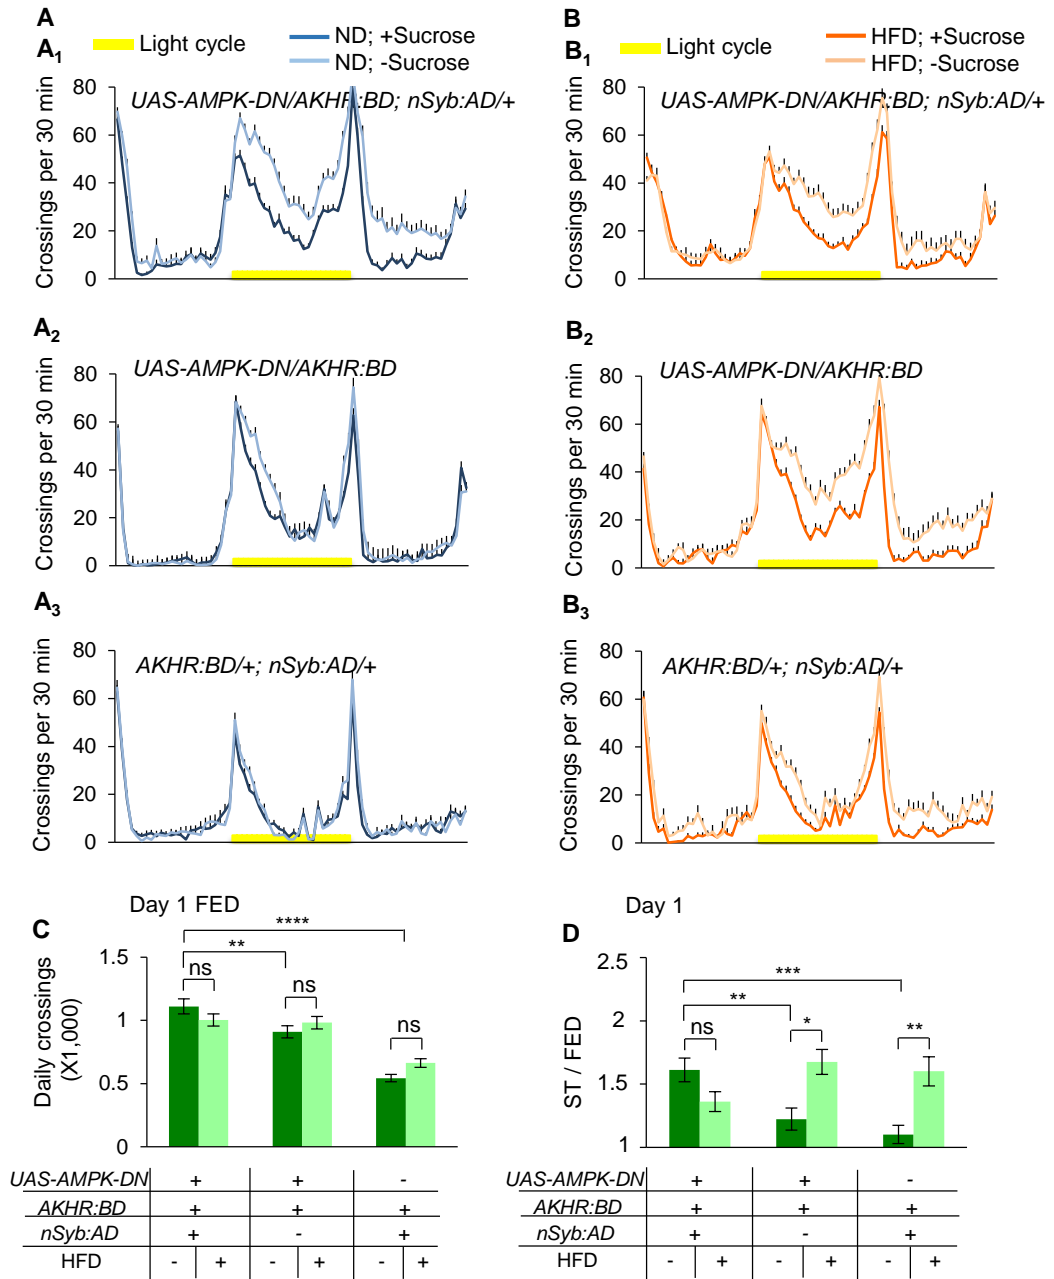 A
B
A1
Light cycle
ND; +Sucrose
ND; -Sucrose
B1
Light cycle
HFD; +Sucrose
HFD; -Sucrose
UAS-AMPK-DN/AKHR:BD; nSyb:AD/+
Crossings per 30 min
80
60
40
20
0
UAS-AMPK-DN/AKHR:BD; nSyb:AD/+
Crossings per 30 min
80
60
40
20
0
A2
UAS-AMPK-DN/AKHR:BD
Crossings per 30 min
80
60
40
20
0
B2
UAS-AMPK-DN/AKHR:BD
Crossings per 30 min
80
60
40
20
0
A3
AKHR:BD/+; nSyb:AD/+
Crossings per 30 min
80
60
40
20
0
B3
AKHR:BD/+; nSyb:AD/+
Crossings per 30 min
80
60
40
20
0
Day 1 FED
C
Daily crossings
(X1,000)
1.5
1
0.5
0
****
**
ns
ns
ns
UAS-AMPK-DN + + -
AKHR:BD + + +
nSyb:AD + - +
HFD - + - + - +
Day 1
D
ST / FED
2.5
2
1.5
1
***
**
ns
*
**
UAS-AMPK-DN + + -
AKHR:BD + + +
nSyb:AD + - +
HFD - + - + - +